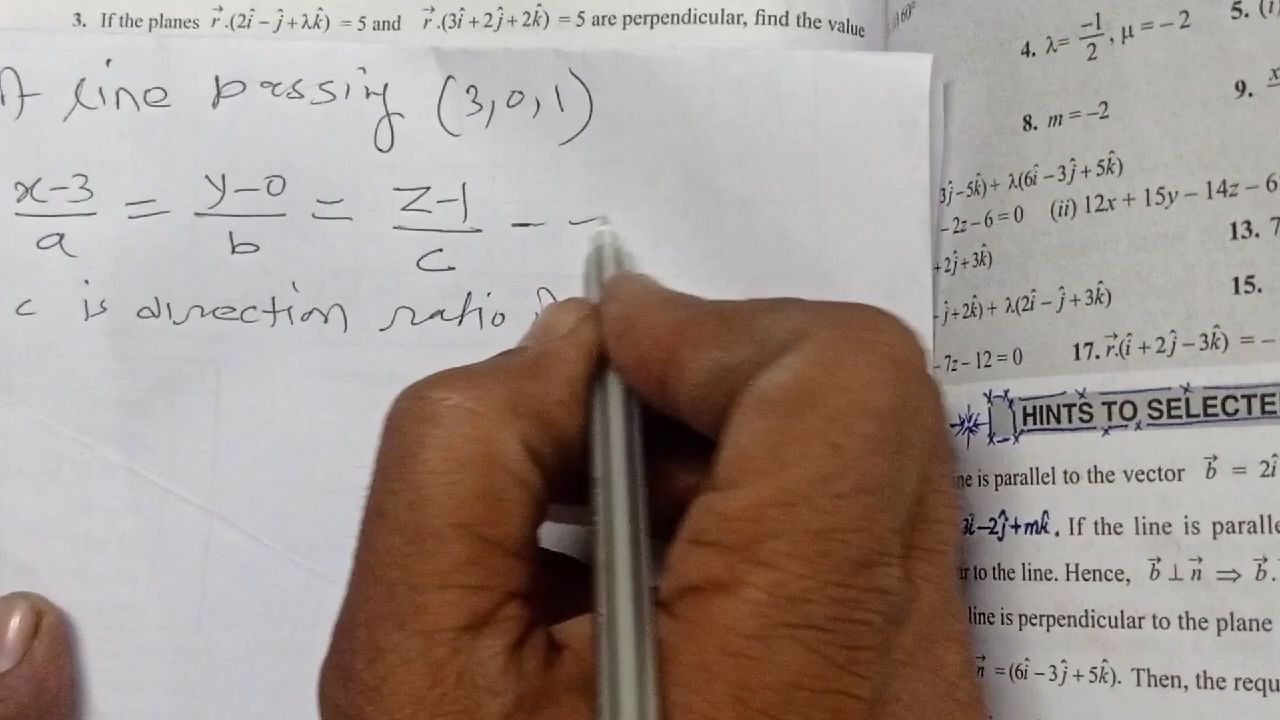 3. If the planes r⃗.(2î − ĵ + λk̂) = 5 and r⃗.(3î + 2ĵ + 2k̂) = 5 are perpendicular, find the value
line passing (3,0,1)
x-3/a = y-0/b = z-1/c - -
c is direction ratio
60°
4. λ= −1/2, μ = −2
5. (i)
8. m = −2
9. x
3ĵ − 5k̂) + λ(6î − 3ĵ + 5k̂)
− 2z − 6 = 0 (ii) 12x + 15y − 14z − 6
+ 2ĵ + 3k̂)
13. 7
ĵ + 2k̂) + λ(2î − ĵ + 3k̂)
15.
− 7z − 12 = 0 17. r⃗.(î + 2ĵ − 3k̂) = −
HINTS TO SELECTE
ne is parallel to the vector b⃗ = 2î
3î−2ĵ+mk̂. If the line is paralle
to the line. Hence, b⃗ ⊥ n⃗ ⇒ b⃗.
line is perpendicular to the plane
n⃗ = (6î − 3ĵ + 5k̂). Then, the requ